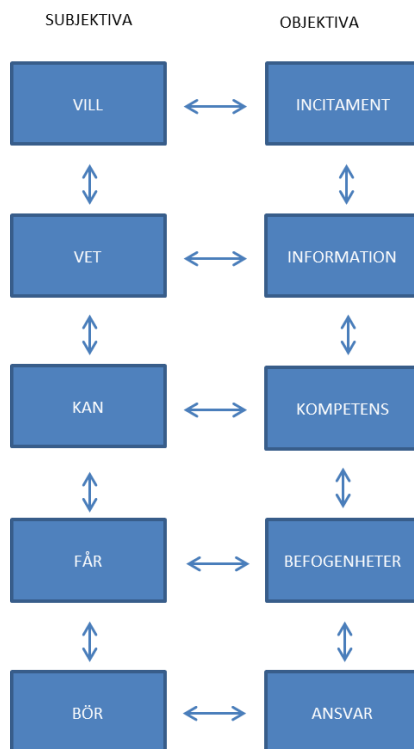 SUBJEKTIVA OBJEKTIVA
VILL INCITAMENT
VET INFORMATION
KAN KOMPETENS
FÅR BEFOGENHETER
BÖR ANSVAR